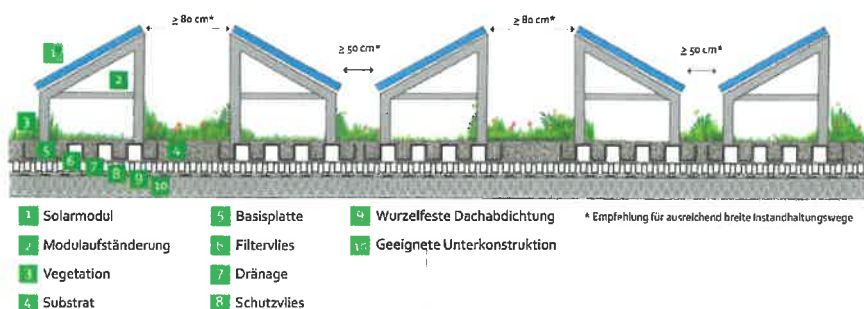 ≥ 80 cm* ≥ 80 cm*
≥ 50 cm* ≥ 50 cm*
1
2
3
5 4
6
7
8
9
10
1 Solarmodul
2 Modulaufständerung
3 Vegetation
4 Substrat
5 Basisplatte
6 Filtervlies
7 Dränage
8 Schutzvlies
9 Wurzelfeste Dachabdichtung
10 Geeignete Unterkonstruktion
* Empfehlung für ausreichend breite Instandhaltungswege